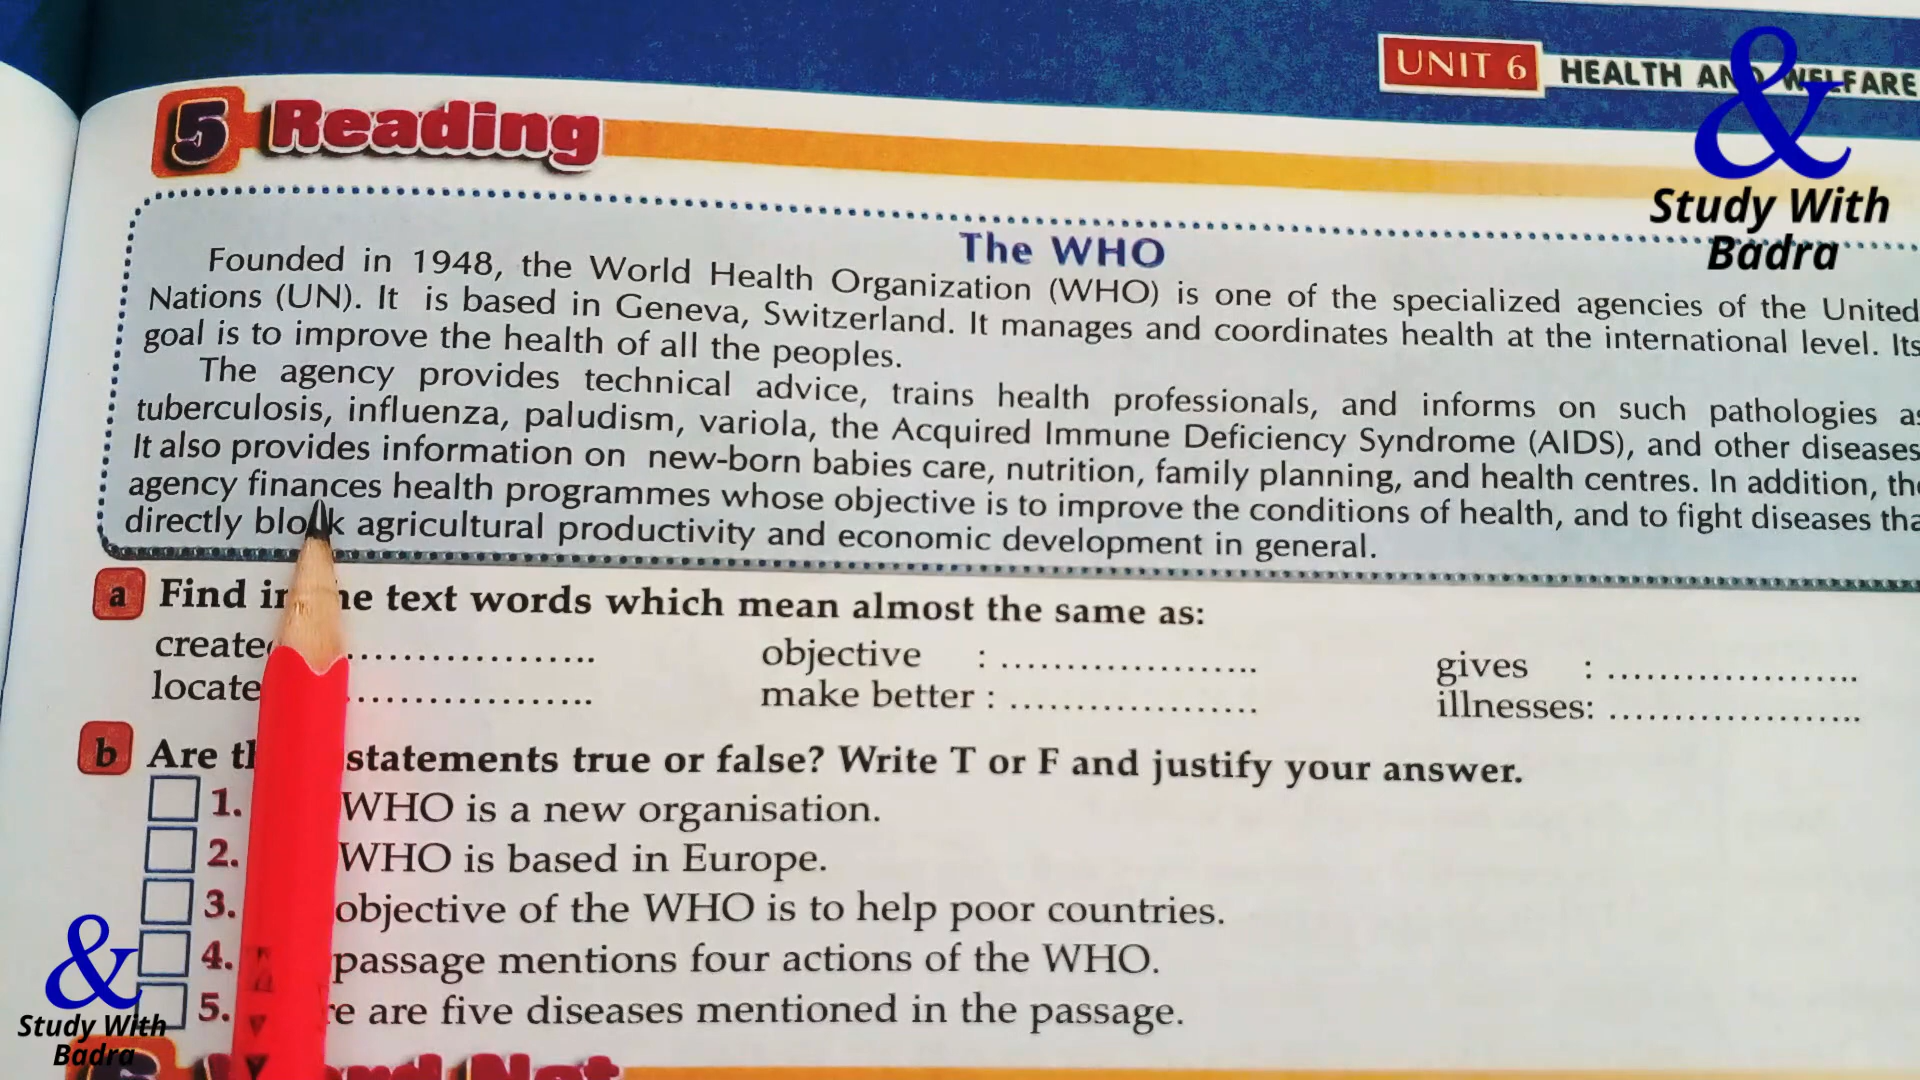 UNIT 6 HEALTH AND WELFARE
&
Study With
Badra
5 Reading
The WHO
Founded in 1948, the World Health Organization (WHO) is one of the specialized agencies of the United
Nations (UN). It is based in Geneva, Switzerland. It manages and coordinates health at the international level. Its
goal is to improve the health of all the peoples.
The agency provides technical advice, trains health professionals, and informs on such pathologies as
tuberculosis, influenza, paludism, variola, the Acquired Immune Deficiency Syndrome (AIDS), and other diseases
It also provides information on new-born babies care, nutrition, family planning, and health centres. In addition, the
agency finances health programmes whose objective is to improve the conditions of health, and to fight diseases tha
directly block agricultural productivity and economic development in general.
a Find in the text words which mean almost the same as:
create .................... objective : .................... gives : ....................
locate .................... make better : .................... illnesses: ....................
b Are statements true or false? Write T or F and justify your answer.
1. WHO is a new organisation.
2. WHO is based in Europe.
3. objective of the WHO is to help poor countries.
4. passage mentions four actions of the WHO.
5. re are five diseases mentioned in the passage.
&
Study With
Badra